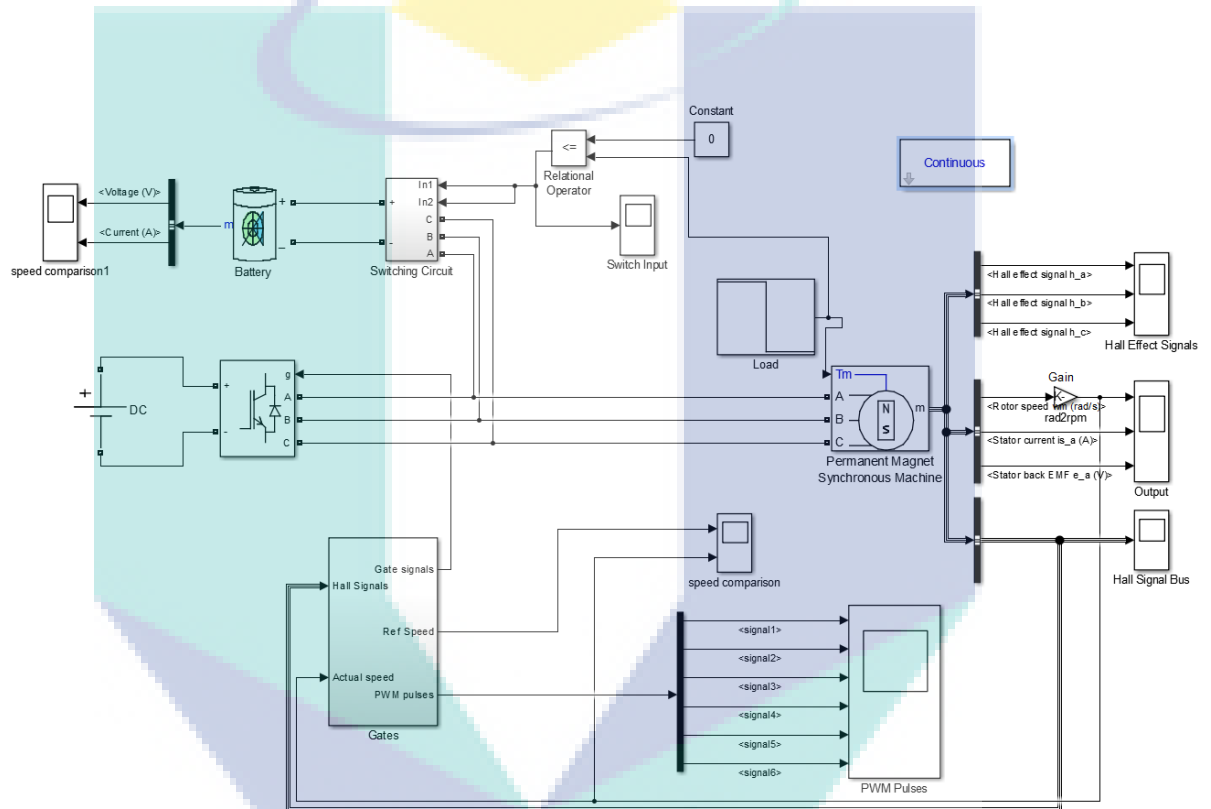 Constant
0
<=
Relational
Operator
Continuous
<Voltage (V)>
<Current (A)>
speed comparison1
m
+
_
Battery
+
-
In1
In2
C
B
A
Switching Circuit
Switch Input
<Hall effect signal h_a>
<Hall effect signal h_b>
<Hall effect signal h_c>
Hall Effect Signals
Load
+
DC
+
-
g
A
B
C
Tm
A
B
C
N
S
m
Permanent Magnet
Synchronous Machine
Gain
K-
rad2rpm
<Rotor speed wm (rad/s)>
<Stator current is_a (A)>
<Stator back EMF e_a (V)>
Output
Hall Signal Bus
Gate signals
Hall Signals
Ref Speed
Actual speed
PWM pulses
Gates
speed comparison
<signal1>
<signal2>
<signal3>
<signal4>
<signal5>
<signal6>
PWM Pulses